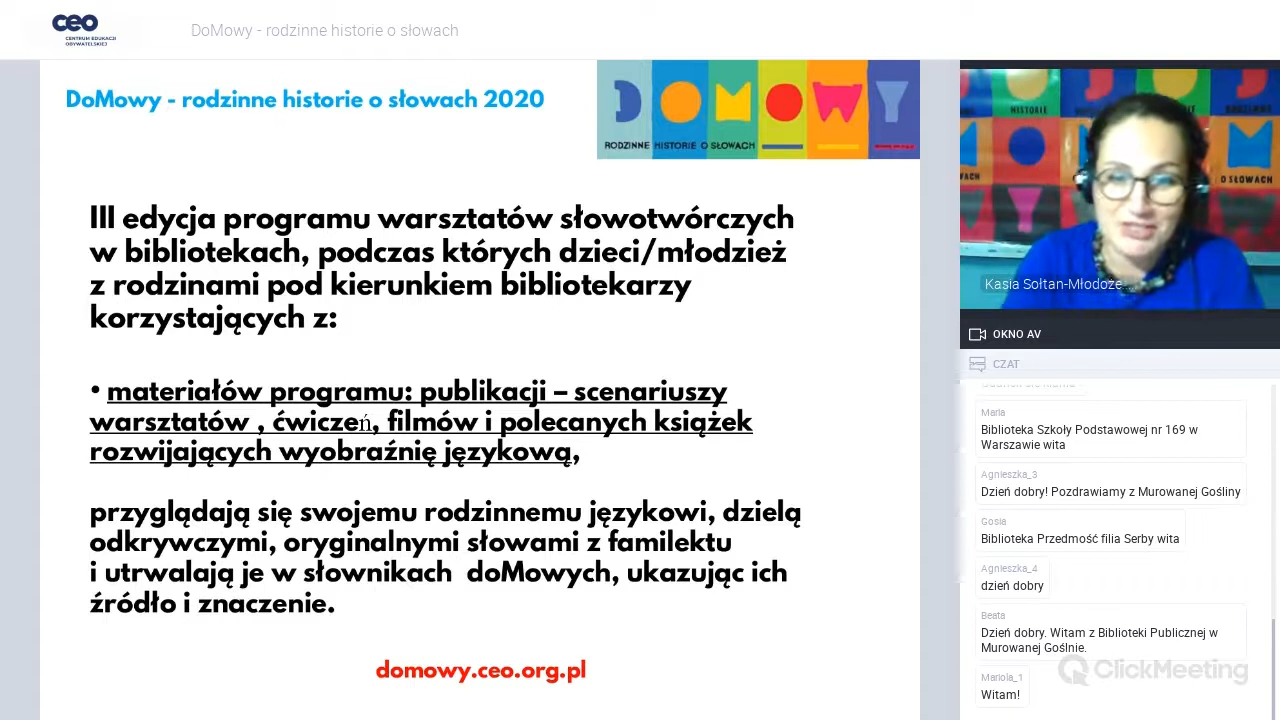 ceo
CENTRUM EDUKACJI
OBYWATELSKIEJ
DoMowy - rodzinne historie o słowach
DoMowy - rodzinne historie o słowach 2020
DOMOWY
RODZINNE HISTORIE O SŁOWACH
III edycja programu warsztatów słowotwórczych
w bibliotekach, podczas których dzieci/młodzież
z rodzinami pod kierunkiem bibliotekarzy
korzystających z:
• materiałów programu: publikacji – scenariuszy
warsztatów , ćwiczeń, filmów i polecanych książek
rozwijających wyobraźnię językową,
przyglądają się swojemu rodzinnemu językowi, dzielą
odkrywczymi, oryginalnymi słowami z familektu
i utrwalają je w słownikach doMowych, ukazując ich
źródło i znaczenie.
domowy.ceo.org.pl
HISTORIE
O SŁOWACH
Kasia Sołtan-Młodoże...
OKNO AV
CZAT
Maria
Biblioteka Szkoły Podstawowej nr 169 w
Warszawie wita
Agnieszka_3
Dzień dobry! Pozdrawiamy z Murowanej Gośliny
Gosia
Biblioteka Przedmość filia Serby wita
Agnieszka_4
dzień dobry
Beata
Dzień dobry. Witam z Biblioteki Publicznej w
Murowanej Goślnie.
Mariola_1
Witam!
ClickMeeting